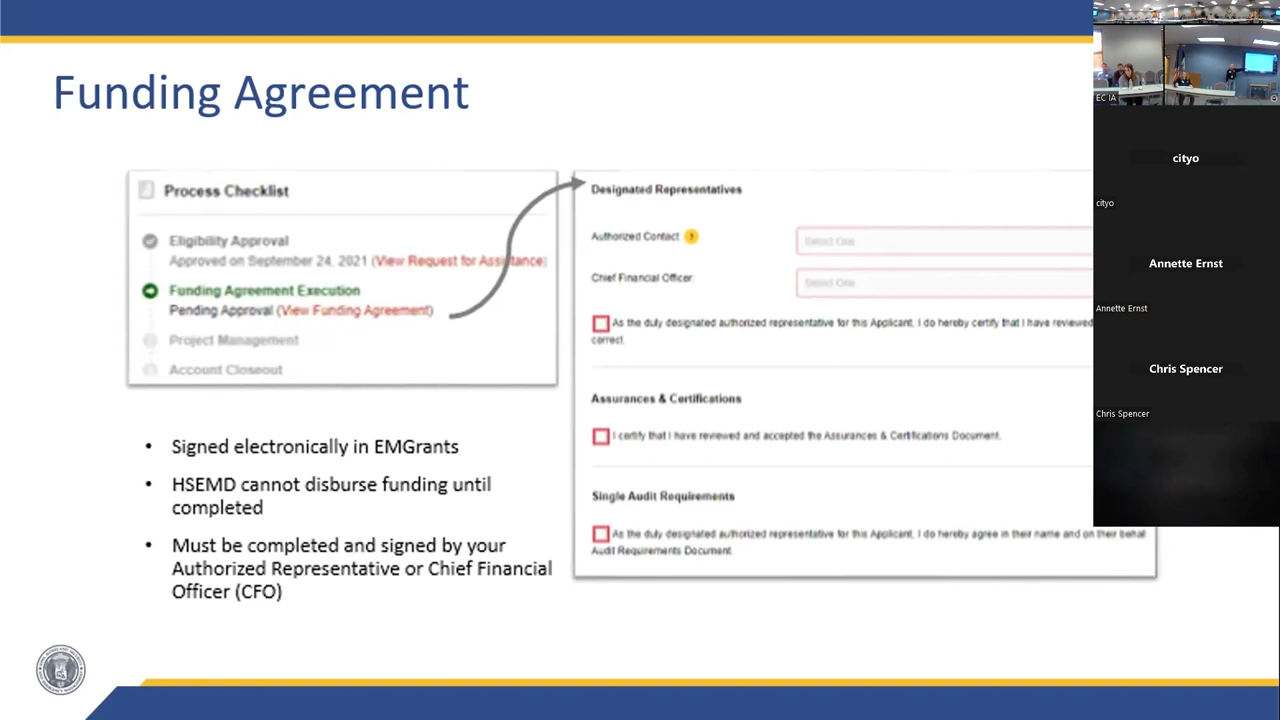 Funding Agreement
Process Checklist
Eligibility Approval
Approved on September 24, 2021 (View Request for Assistance)
Funding Agreement Execution
Pending Approval (View Funding Agreement)
Project Management
Account Closeout
• Signed electronically in EMGrants
• HSEMD cannot disburse funding until
completed
• Must be completed and signed by your
Authorized Representative or Chief Financial
Officer (CFO)
Designated Representatives
Authorized Contact ?
Select One
Chief Financial Officer:
Select One
As the duly designated authorized representative for this Applicant, I do hereby certify that I have reviewed
correct.
Assurances & Certifications
I certify that I have reviewed and accepted the Assurances & Certifications Document.
Single Audit Requirements
As the duly designated authorized representative for this Applicant, I do hereby agree in their name and on their behalf
Audit Requirements Document.
EC IA
cityo
cityo
Annette Ernst
Annette Ernst
Chris Spencer
Chris Spencer